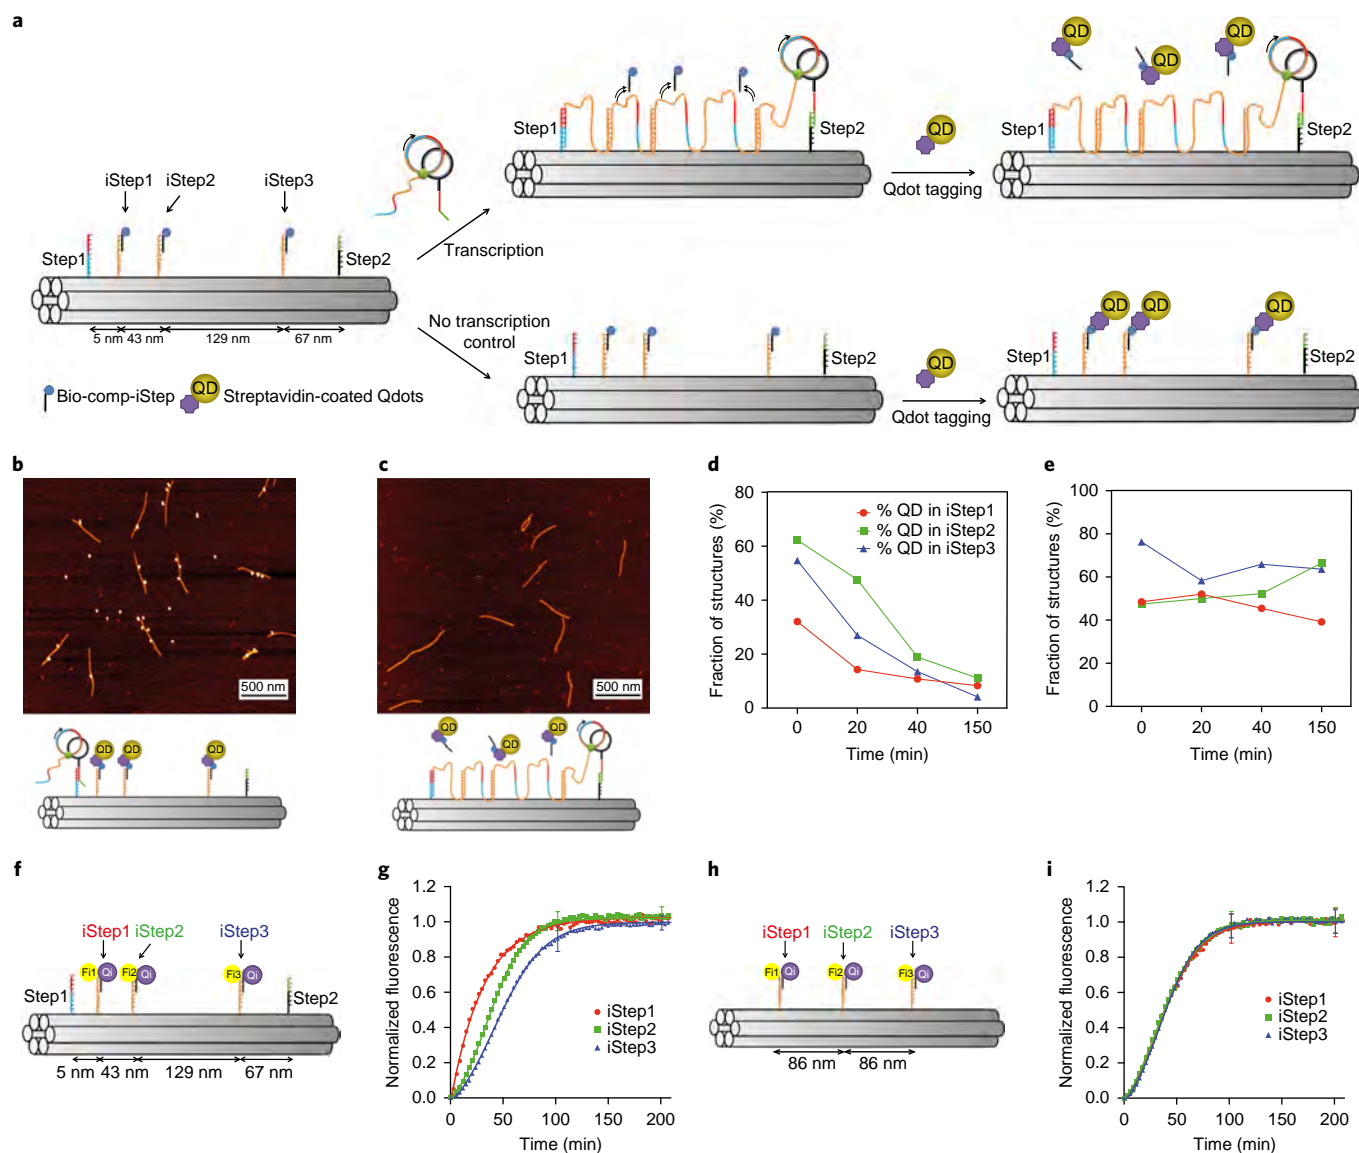 a
iStep1 iStep2 iStep3
Step1 Step2
5 nm 43 nm 129 nm 67 nm
Bio-comp-iStep QD Streptavidin-coated Qdots
Transcription
No transcription
control
Step1 Step2
QD
Qdot tagging
QD QD QD
Step1 Step2
Step1 Step2
QD
Qdot tagging
QD QD QD
Step1 Step2
b
500 nm
QD QD QD
c
500 nm
QD QD QD
d
Fraction of structures (%)
80
60
40
20
0
% QD in iStep1
% QD in iStep2
% QD in iStep3
0 20 40 150
Time (min)
e
Fraction of structures (%)
100
80
60
40
20
0
0 20 40 150
Time (min)
f
iStep1 iStep2 iStep3
Fi1 Qi Fi2 Qi Fi3 Qi
Step1 Step2
5 nm 43 nm 129 nm 67 nm
g
Normalized fluorescence
1.2
1.0
0.8
0.6
0.4
0.2
0.0
iStep1
iStep2
iStep3
0 50 100 150 200
Time (min)
h
iStep1 iStep2 iStep3
Fi1 Qi Fi2 Qi Fi3 Qi
86 nm 86 nm
i
Normalized fluorescence
1.2
1.0
0.8
0.6
0.4
0.2
0.0
iStep1
iStep2
iStep3
0 50 100 150 200
Time (min)